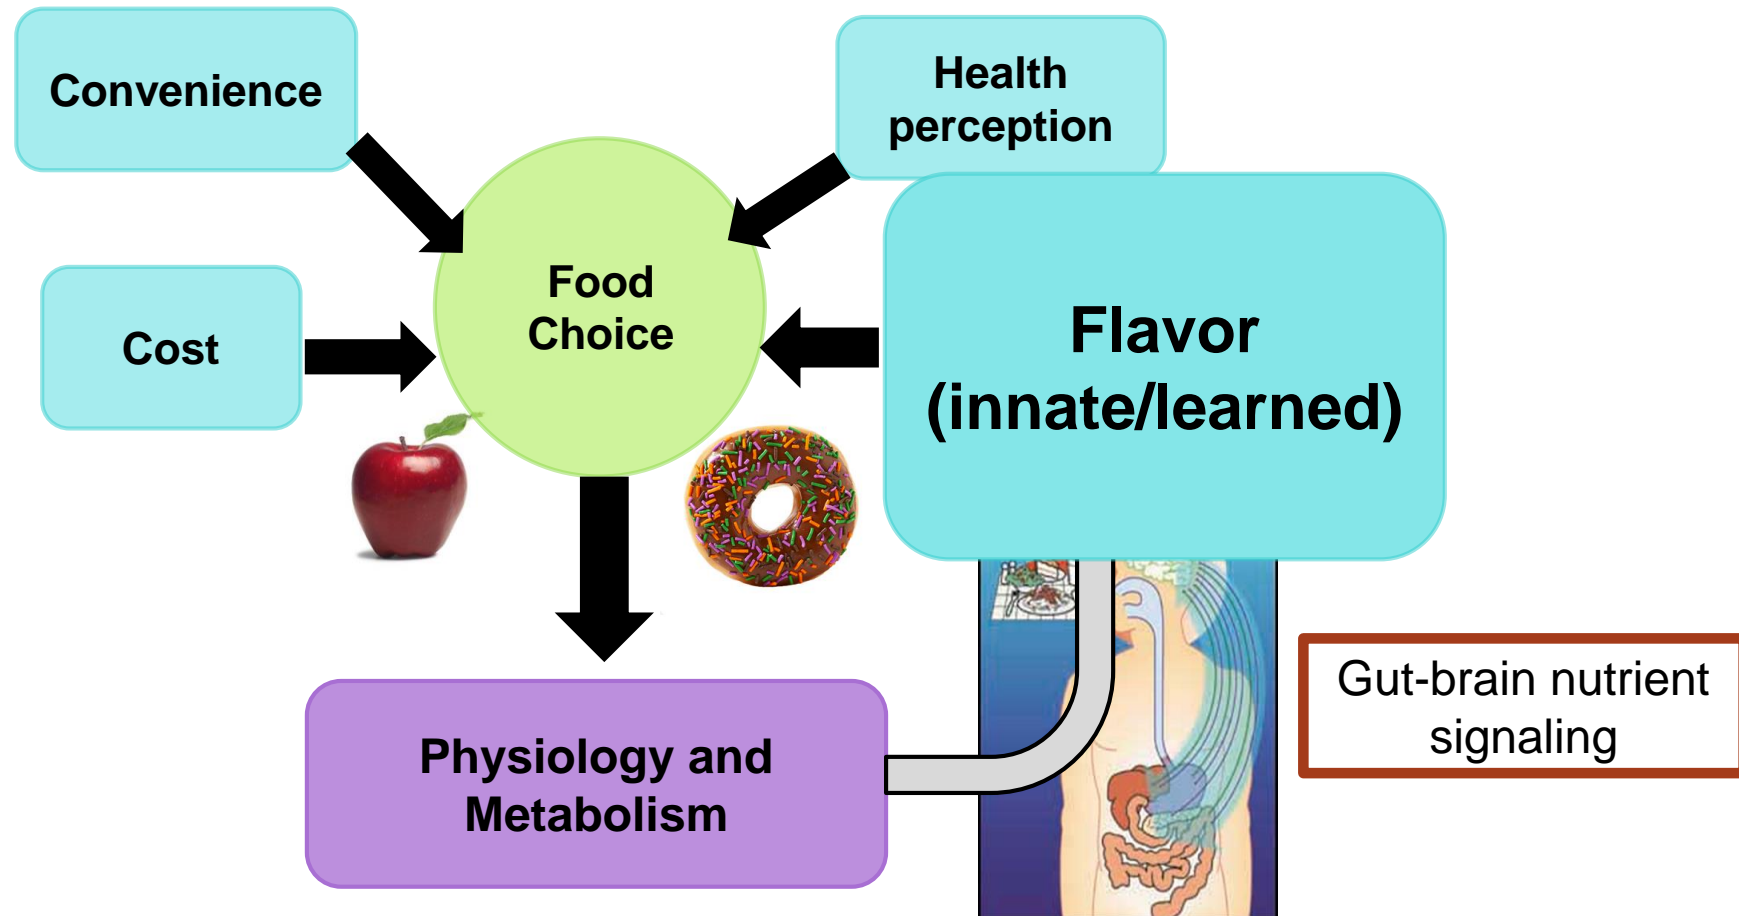 Convenience
Health
perception
Food
Choice
Flavor
(innate/learned)
Cost
Gut-brain nutrient
signaling
Physiology and
Metabolism